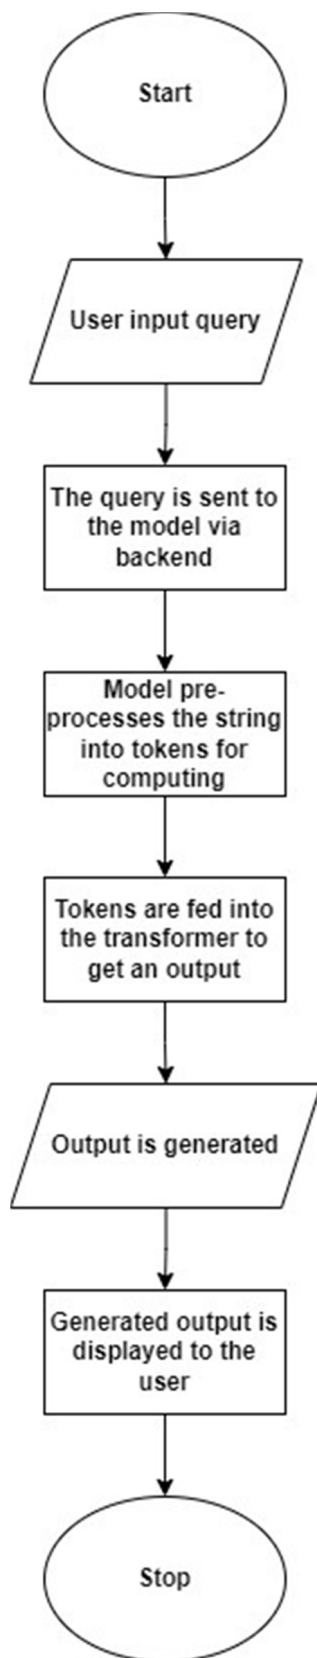 Start
User input query
The query is sent to
the model via
backend
Model pre-
processes the string
into tokens for
computing
Tokens are fed into
the transformer to
get an output
Output is generated
Generated output is
displayed to the
user
Stop